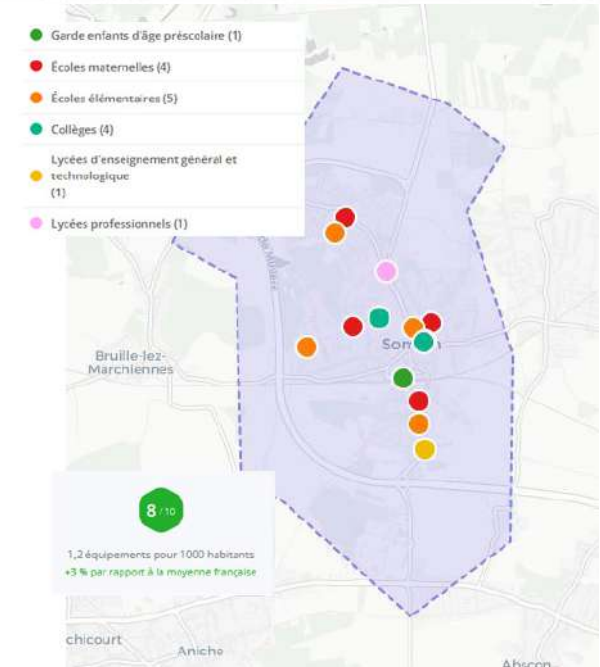 Garde enfants d'âge préscolaire (1)
Écoles maternelles (4)
Écoles élémentaires (5)
Collèges (4)
Lycées d'enseignement général et
technologique
(1)
Lycées professionnels (1)
Bruille-lez-
Marchiennes
8 /10
1,2 équipements pour 1000 habitants
+3 % par rapport à la moyenne française
chicourt
Aniche
Abscon